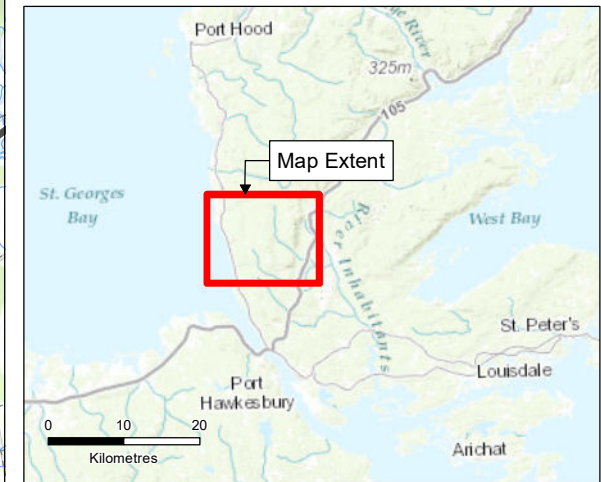 Port Hood
ge River
325m
105
Map Extent
St. Georges
Bay
River Inhabitants
West Bay
St. Peter's
Louisdale
Port
Hawkesbury
Arichat
0 10 20
Kilometres